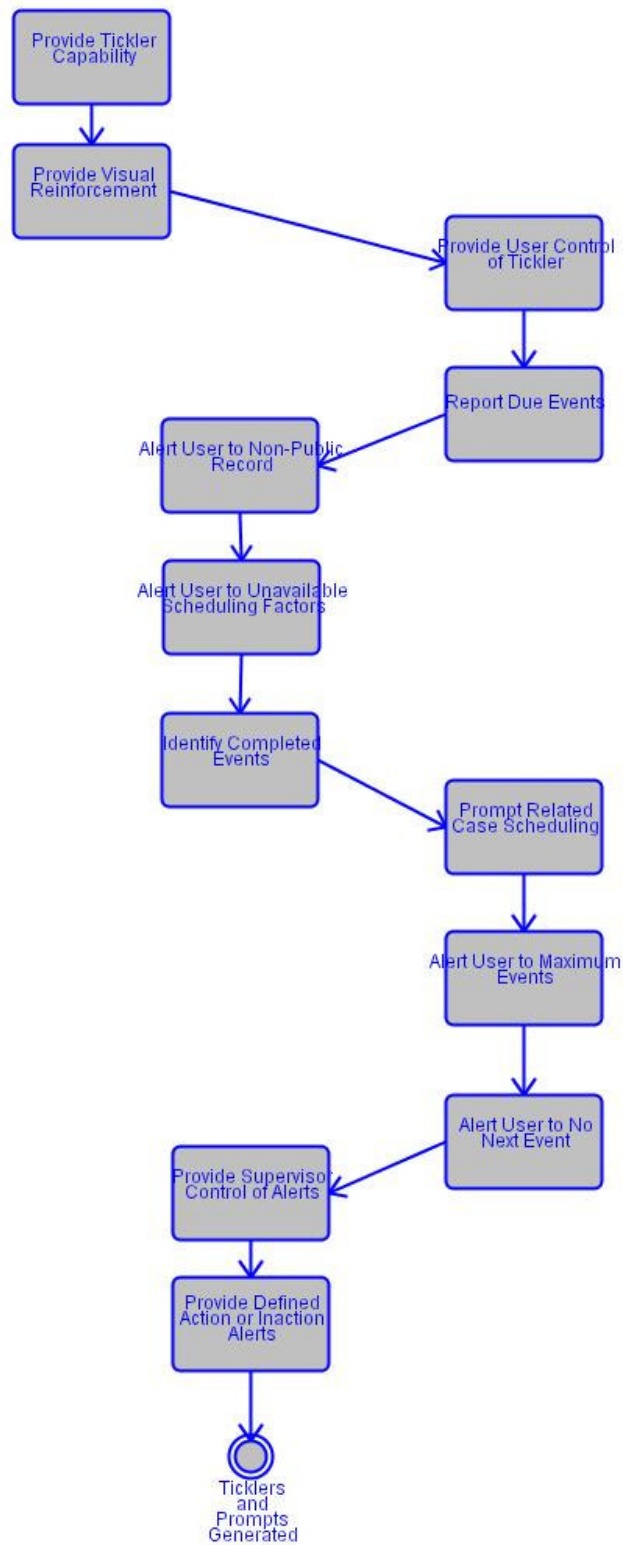 Provide Tickler
Capability
Provide Visual
Reinforcement
Provide User Control
of Tickler
Report Due Events
Alert User to Non-Public
Record
Alert User to Unavailable
Scheduling Factors
Identify Completed
Events
Prompt Related
Case Scheduling
Alert User to Maximum
Events
Alert User to No
Next Event
Provide Supervisor
Control of Alerts
Provide Defined
Action or Inaction
Alerts
Ticklers
and
Prompts
Generated